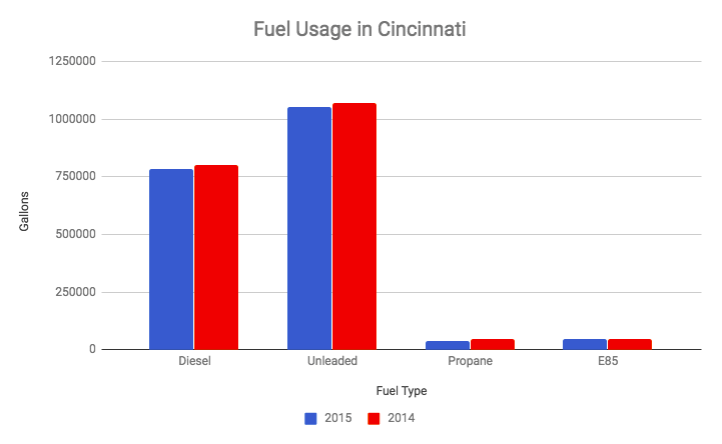 Fuel Usage in Cincinnati
1250000
1000000
750000
500000
250000
0
Gallons
Diesel Unleaded Propane E85
Fuel Type
2015 2014